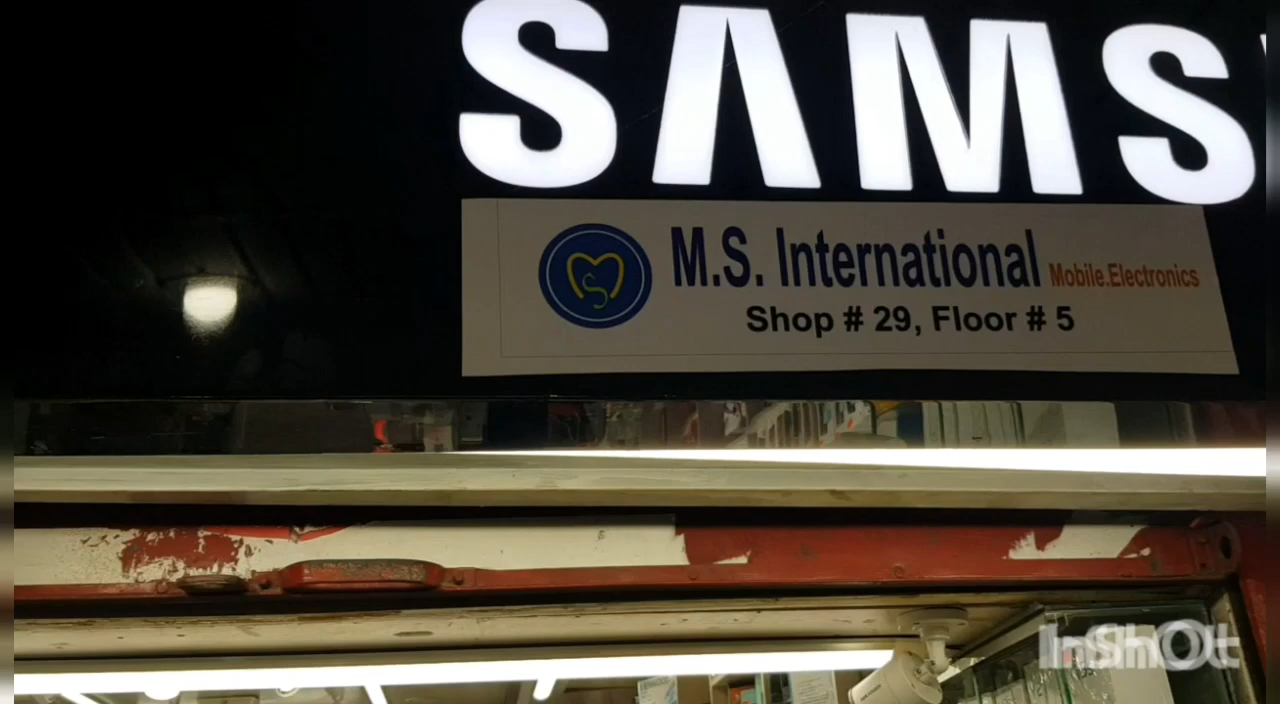 SAMS
M.S. International Mobile.Electronics
Shop # 29, Floor # 5
InShOt